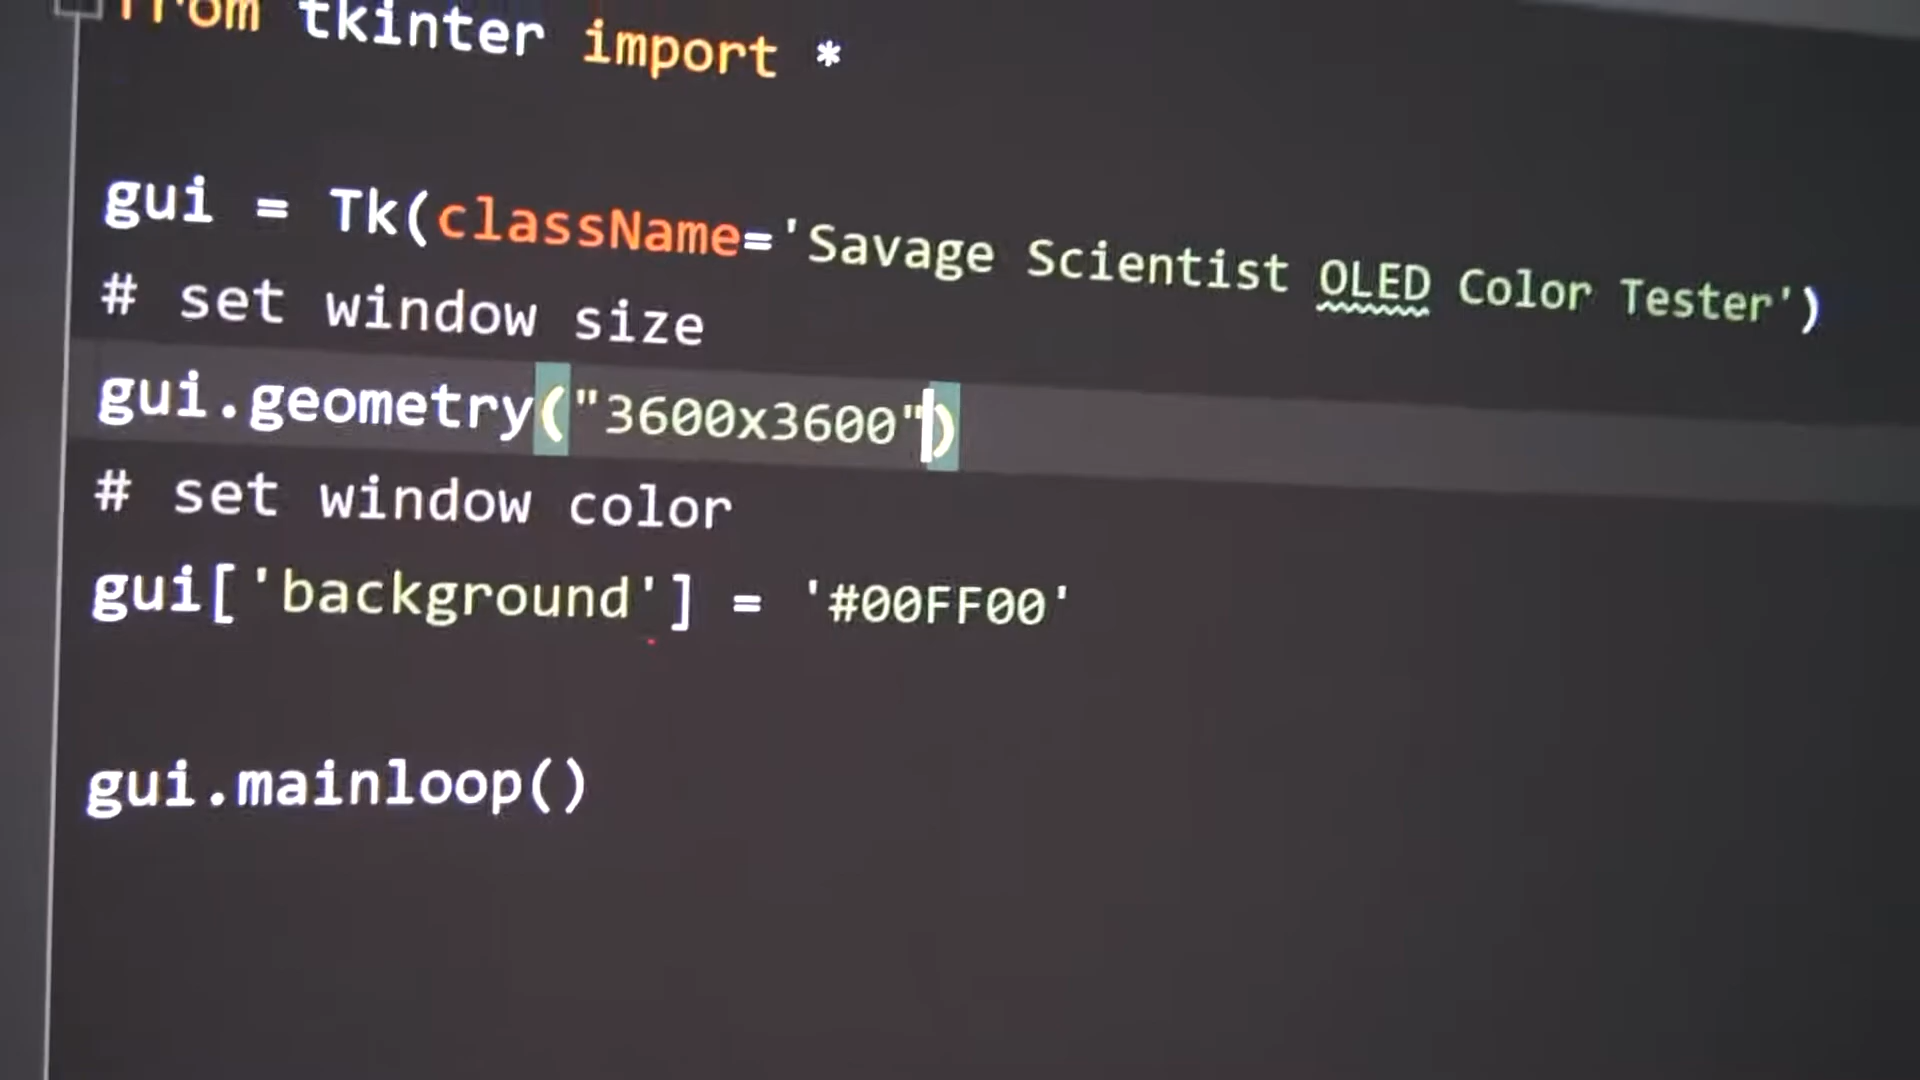 from tkinter import *
gui = Tk(className='Savage Scientist OLED Color Tester')
# set window size
gui.geometry("3600x3600")
# set window color
gui['background'] = '#00FF00'
gui.mainloop()